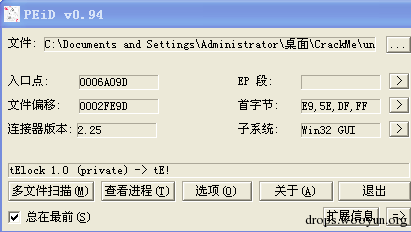 PEiD v0.94
文件: C:\Documents and Settings\Administrator\桌面\CrackMe\un ...
入口点: 0006A09D EP 段: >
文件偏移: 0002FE9D 首字节: E9,5E,DF,FF >
连接器版本: 2.25 子系统: Win32 GUI >
tElock 1.0 (private) -> tE!
多文件扫描(M) 查看进程(T) 选项(O) 关于(A) 退出
总在最前(S) 扩展信息 =>
drops.wooyun.org